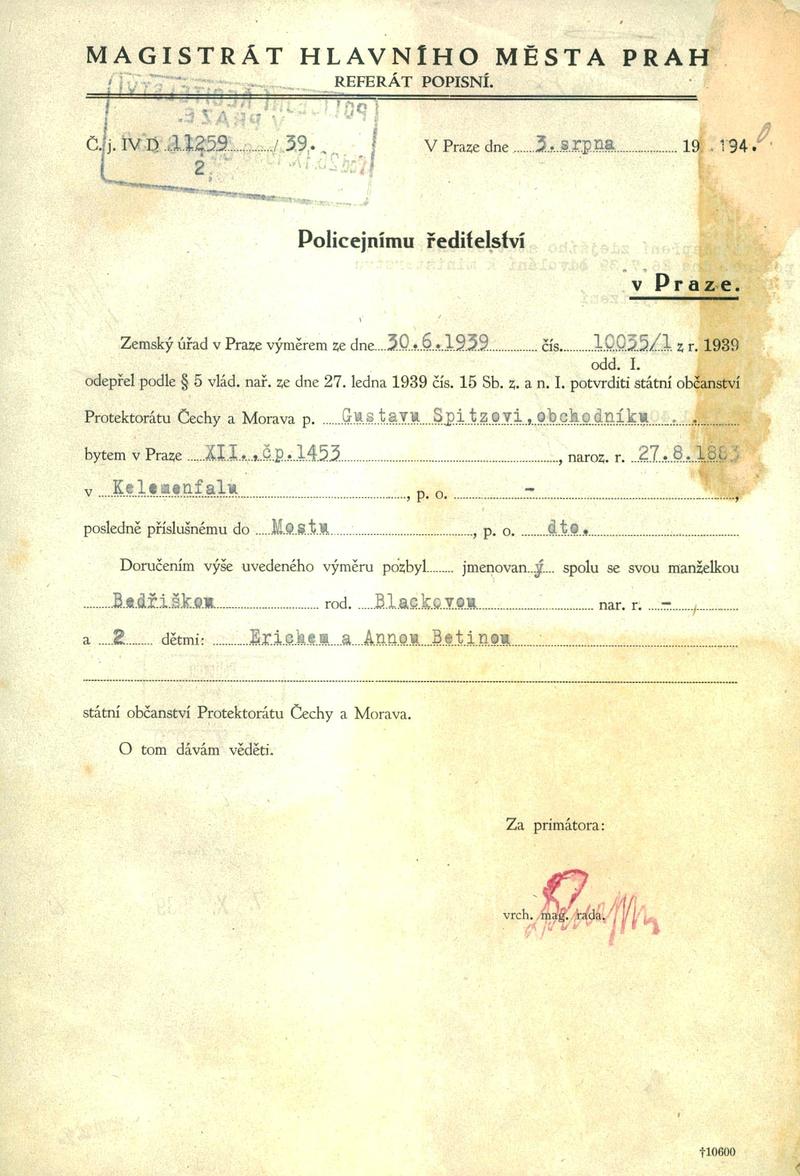 MAGISTRÁT HLAVNÍHO MĚSTA PRAH
REFERÁT POPISNÍ.
Č. j. IV D 11259 / 39.
2
V Praze dne 3. srpna 19 194.0
Policejnímu ředitelství
v Praze.
Zemský úřad v Praze výměrem ze dne 30.6.1939 čís. 10035/1 z r. 1939
odd. I.
odepřel podle § 5 vlád. nař. ze dne 27. ledna 1939 čís. 15 Sb. z. a n. I. potvrditi státní občanství
Protektorátu Čechy a Morava p. Gustavu Spitzovi, obchodníku
bytem v Praze XII., čp. 1453, naroz. r. 27.8.1883
v Kelemenfalu, p. o. -,
posledně příslušnému do Mostu, p. o. dto.
Doručením výše uvedeného výměru pozbyl jmenovaný spolu se svou manželkou
Bedřiškou rod. Blackovou nar. r. -,
a 2 dětmi: Erichem a Annou Betinou
státní občanství Protektorátu Čechy a Morava.
O tom dávám věděti.
Za primátora:
vrch. mag. rada.
†10600